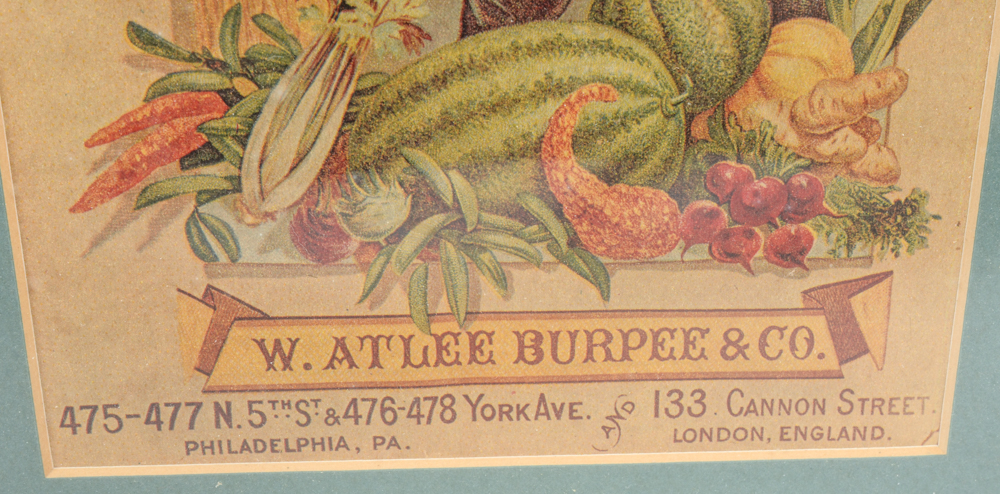 W. ATLEE BURPEE & CO.
475-477 N. 5TH ST & 476-478 YORK AVE. AND 133. CANNON STREET.
PHILADELPHIA, PA. LONDON, ENGLAND.